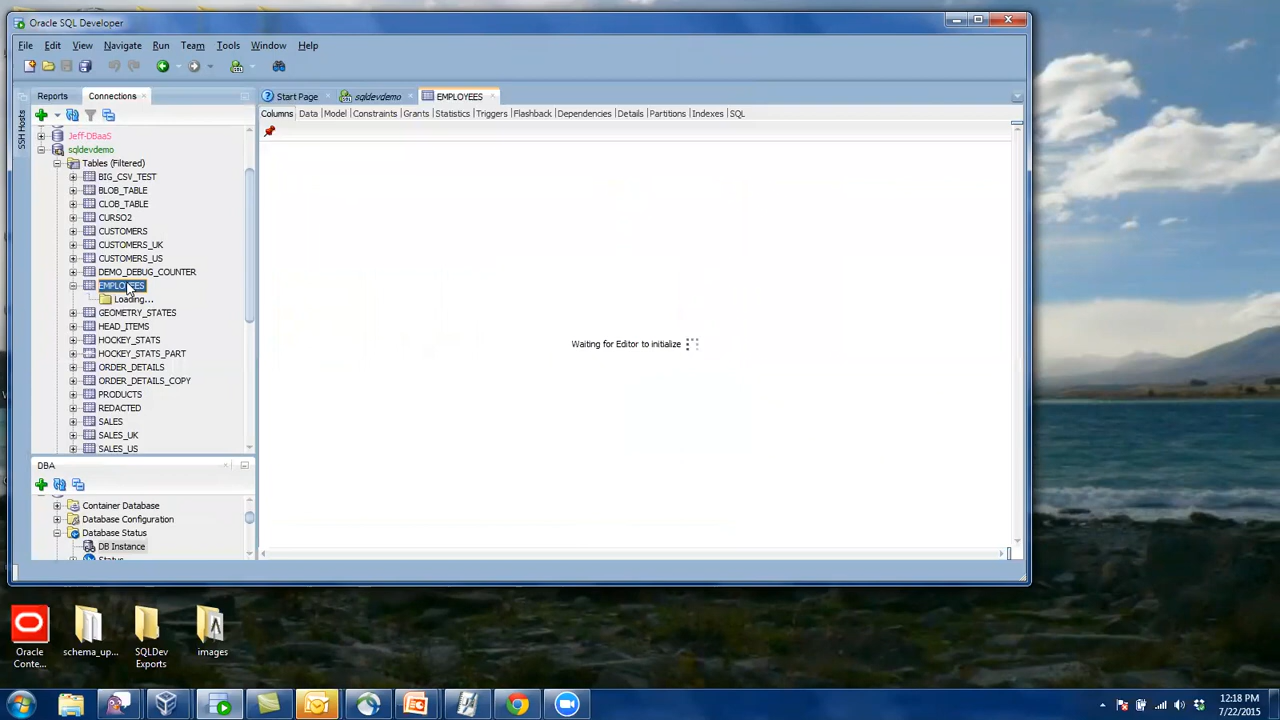 Oracle SQL Developer
File Edit View Navigate Run Team Tools Window Help
Reports Connections
Start Page sqldevdemo EMPLOYEES
SSH Hosts
Columns Data Model Constraints Grants Statistics Triggers Flashback Dependencies Details Partitions Indexes SQL
Jeff-DBaaS
sqldevdemo
Tables (Filtered)
BIG_CSV_TEST
BLOB_TABLE
CLOB_TABLE
CURSO2
CUSTOMERS
CUSTOMERS_UK
CUSTOMERS_US
DEMO_DEBUG_COUNTER
EMPLOYEES
Loading...
GEOMETRY_STATES
HEAD_ITEMS
HOCKEY_STATS
HOCKEY_STATS_PART
ORDER_DETAILS
ORDER_DETAILS_COPY
PRODUCTS
REDACTED
SALES
SALES_UK
SALES_US
Waiting for Editor to initialize
DBA
Container Database
Database Configuration
Database Status
DB Instance
Status
Oracle
Conte...
schema_up...
SQLDev
Exports
images
12:18 PM
7/22/2015